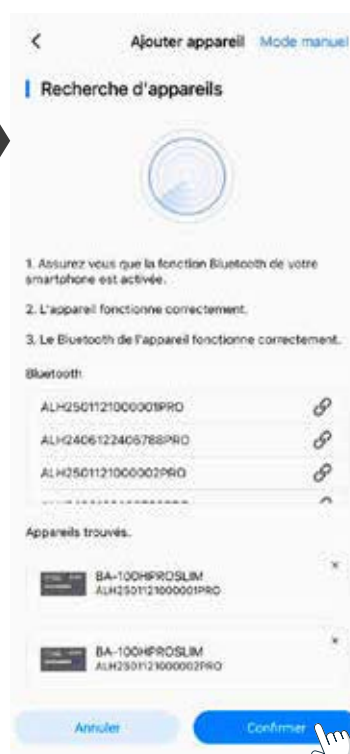 Ajouter appareil Mode manuel
Recherche d'appareils
1. Assurez vous que la fonction Bluetooth de votre
smartphone est activée.
2. L'appareil fonctionne correctement.
3. Le Bluetooth de l'appareil fonctionne correctement.
Bluetooth
ALH2501121000001PRO
ALH2406122406788PRO
ALH2501121000002PRO
Appareils trouvés.
BA-100HPROSLIM
ALH2501121000001PRO
BA-100HPROSLIM
ALH2501121000002PRO
Annuler Confirmer